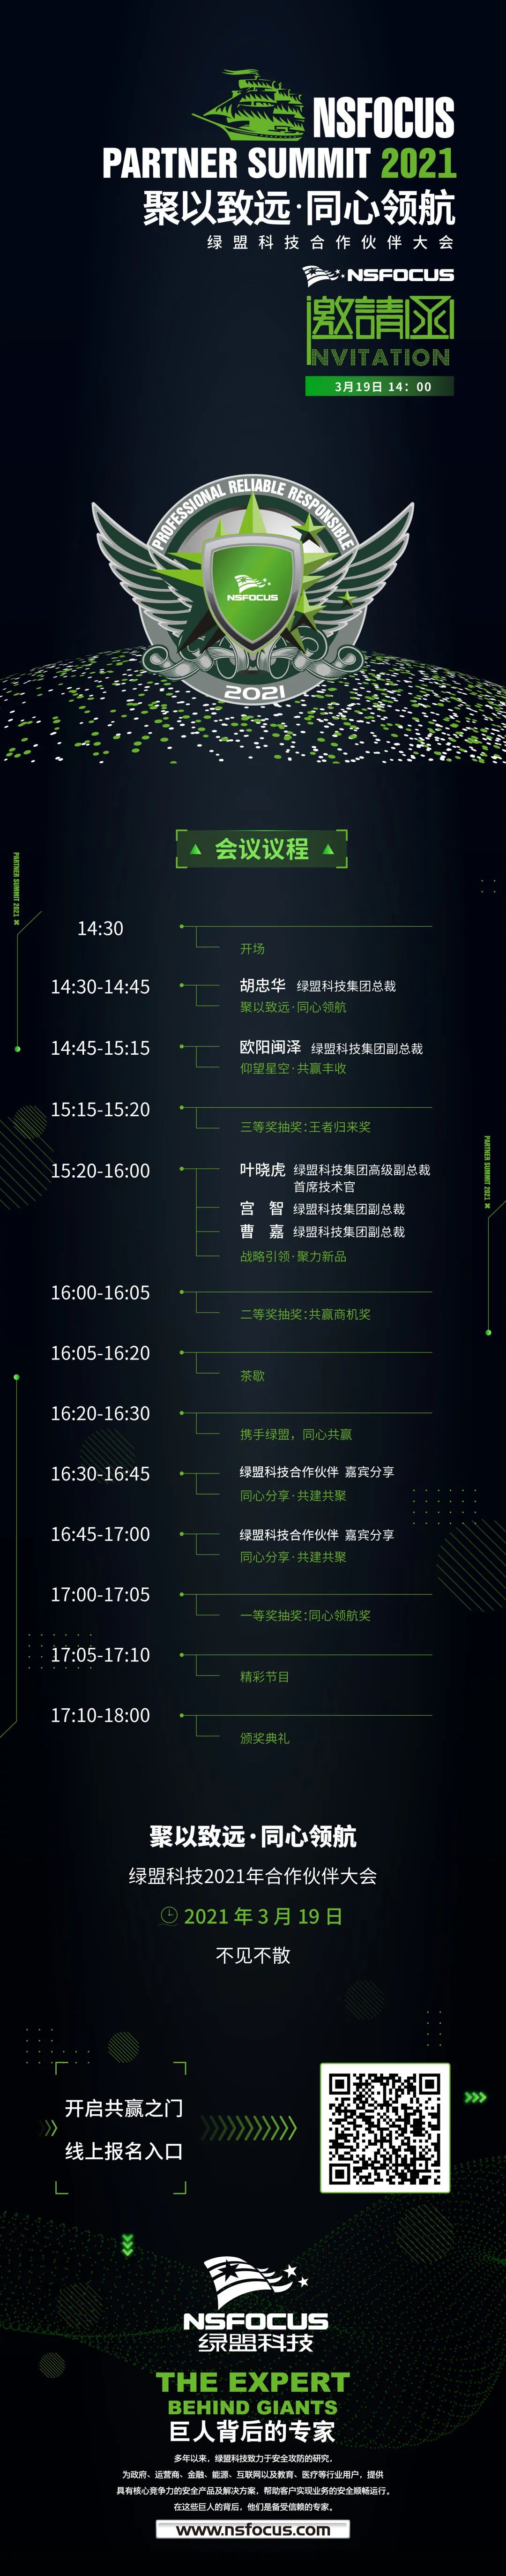 NSFOCUS
PARTNER SUMMIT 2021
聚以致远·同心领航
绿盟科技合作伙伴大会
NSFOCUS
邀請函
INVITATION
3月19日 14：00
PROFESSIONAL RELIABLE RESPONSIBLE
NSFOCUS
2021
会议议程
PARTNER SUMMIT 2021
14:30
开场
14:30-14:45
胡忠华 绿盟科技集团总裁
聚以致远·同心领航
14:45-15:15
欧阳闽泽 绿盟科技集团副总裁
仰望星空·共赢丰收
15:15-15:20
三等奖抽奖:王者归来奖
PARTNER SUMMIT 2021
15:20-16:00
叶晓虎 绿盟科技集团高级副总裁
首席技术官
宫 智 绿盟科技集团副总裁
曹 嘉 绿盟科技集团副总裁
战略引领·聚力新品
16:00-16:05
二等奖抽奖:共赢商机奖
16:05-16:20
茶歇
16:20-16:30
携手绿盟，同心共赢
16:30-16:45
绿盟科技合作伙伴 嘉宾分享
同心分享·共建共聚
16:45-17:00
绿盟科技合作伙伴 嘉宾分享
同心分享·共建共聚
17:00-17:05
一等奖抽奖:同心领航奖
17:05-17:10
精彩节目
17:10-18:00
颁奖典礼
聚以致远·同心领航
绿盟科技2021年合作伙伴大会
2021 年 3 月 19 日
不见不散
开启共赢之门
线上报名入口
NSFOCUS
绿盟科技
THE EXPERT
BEHIND GIANTS
巨人背后的专家
多年以来，绿盟科技致力于安全攻防的研究，
为政府、运营商、金融、能源、互联网以及教育、医疗等行业用户，提供
具有核心竞争力的安全产品及解决方案，帮助客户实现业务的安全顺畅运行。
在这些巨人的背后，他们是备受信赖的专家。
www.nsfocus.com